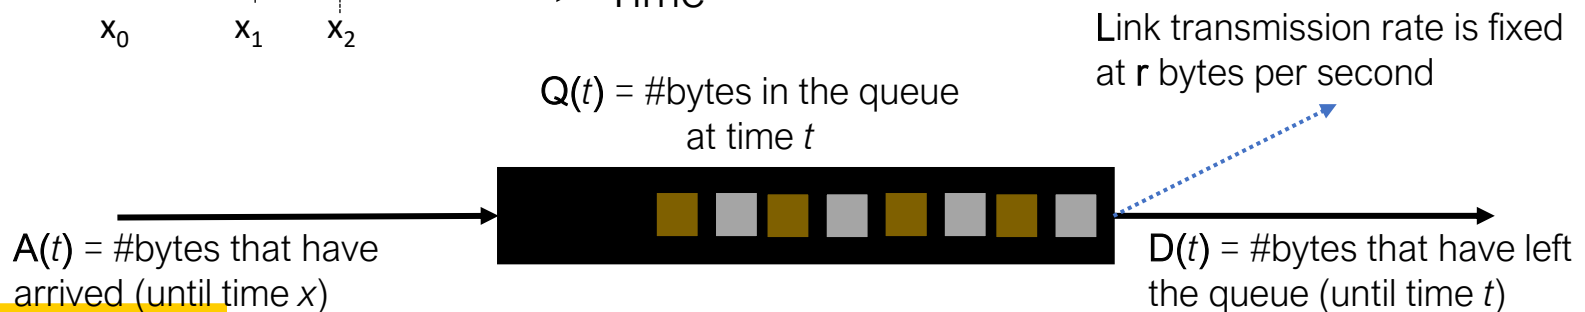 Time
x₀ x₁ x₂
Link transmission rate is fixed
at r bytes per second
Q(t) = #bytes in the queue
at time t
A(t) = #bytes that have
arrived (until time x)
D(t) = #bytes that have left
the queue (until time t)